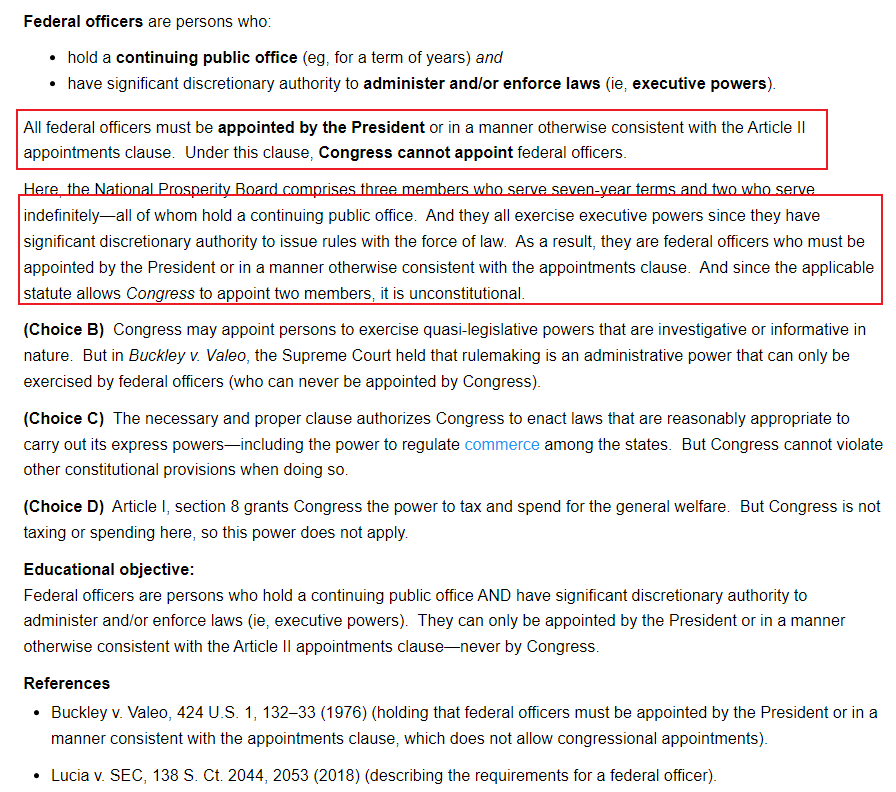 Federal officers are persons who:
• hold a continuing public office (eg, for a term of years) and
• have significant discretionary authority to administer and/or enforce laws (ie, executive powers).
All federal officers must be appointed by the President or in a manner otherwise consistent with the Article II
appointments clause.  Under this clause, Congress cannot appoint federal officers.
Here, the National Prosperity Board comprises three members who serve seven-year terms and two who serve
indefinitely—all of whom hold a continuing public office.  And they all exercise executive powers since they have
significant discretionary authority to issue rules with the force of law.  As a result, they are federal officers who must be
appointed by the President or in a manner otherwise consistent with the appointments clause.  And since the applicable
statute allows Congress to appoint two members, it is unconstitutional.
(Choice B)  Congress may appoint persons to exercise quasi-legislative powers that are investigative or informative in
nature.  But in Buckley v. Valeo, the Supreme Court held that rulemaking is an administrative power that can only be
exercised by federal officers (who can never be appointed by Congress).
(Choice C)  The necessary and proper clause authorizes Congress to enact laws that are reasonably appropriate to
carry out its express powers—including the power to regulate commerce among the states.  But Congress cannot violate
other constitutional provisions when doing so.
(Choice D)  Article I, section 8 grants Congress the power to tax and spend for the general welfare.  But Congress is not
taxing or spending here, so this power does not apply.
Educational objective:
Federal officers are persons who hold a continuing public office AND have significant discretionary authority to
administer and/or enforce laws (ie, executive powers).  They can only be appointed by the President or in a manner
otherwise consistent with the Article II appointments clause—never by Congress.
References
• Buckley v. Valeo, 424 U.S. 1, 132–33 (1976) (holding that federal officers must be appointed by the President or in a
manner consistent with the appointments clause, which does not allow congressional appointments).
• Lucia v. SEC, 138 S. Ct. 2044, 2053 (2018) (describing the requirements for a federal officer).